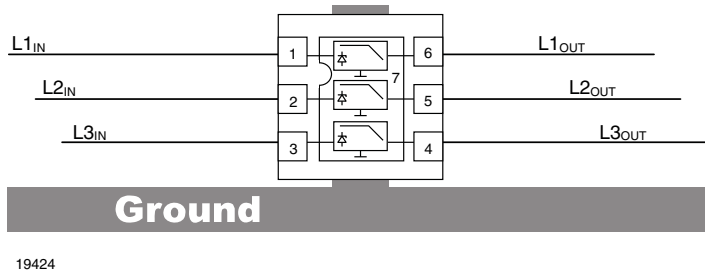 L1IN 1 6 L1OUT
7
L2IN 2 5 L2OUT
L3IN 3 4 L3OUT
Ground
19424